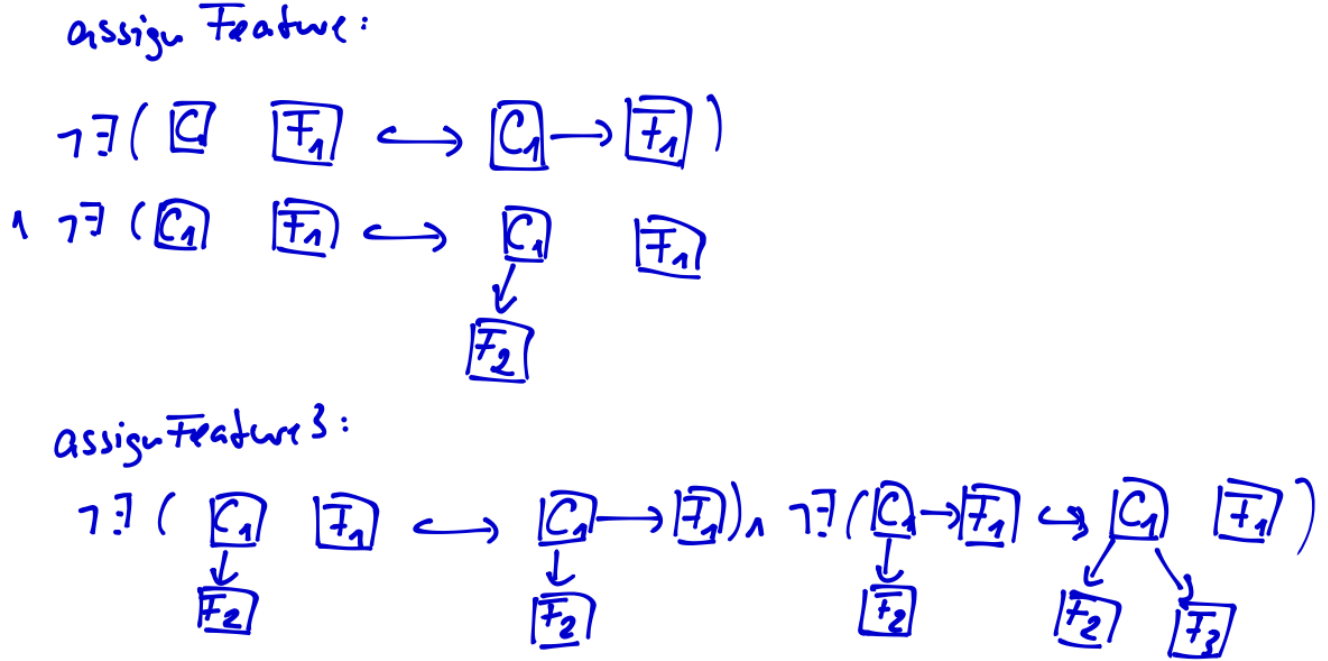 assign Feature:
¬∃( C F₁ ↔ C₁ → F₁ )
∧ ¬∃ ( C₁ F₁ ↔ C₁ F₁
F₂
assignFeature3:
¬∃ ( C₁ F₁ ↔ C₁ → F₁ ) ∧ ¬∃ ( C₁ → F₁ ↔ C₁ F₁ )
F₂ F₂ F₂ F₂ F₃